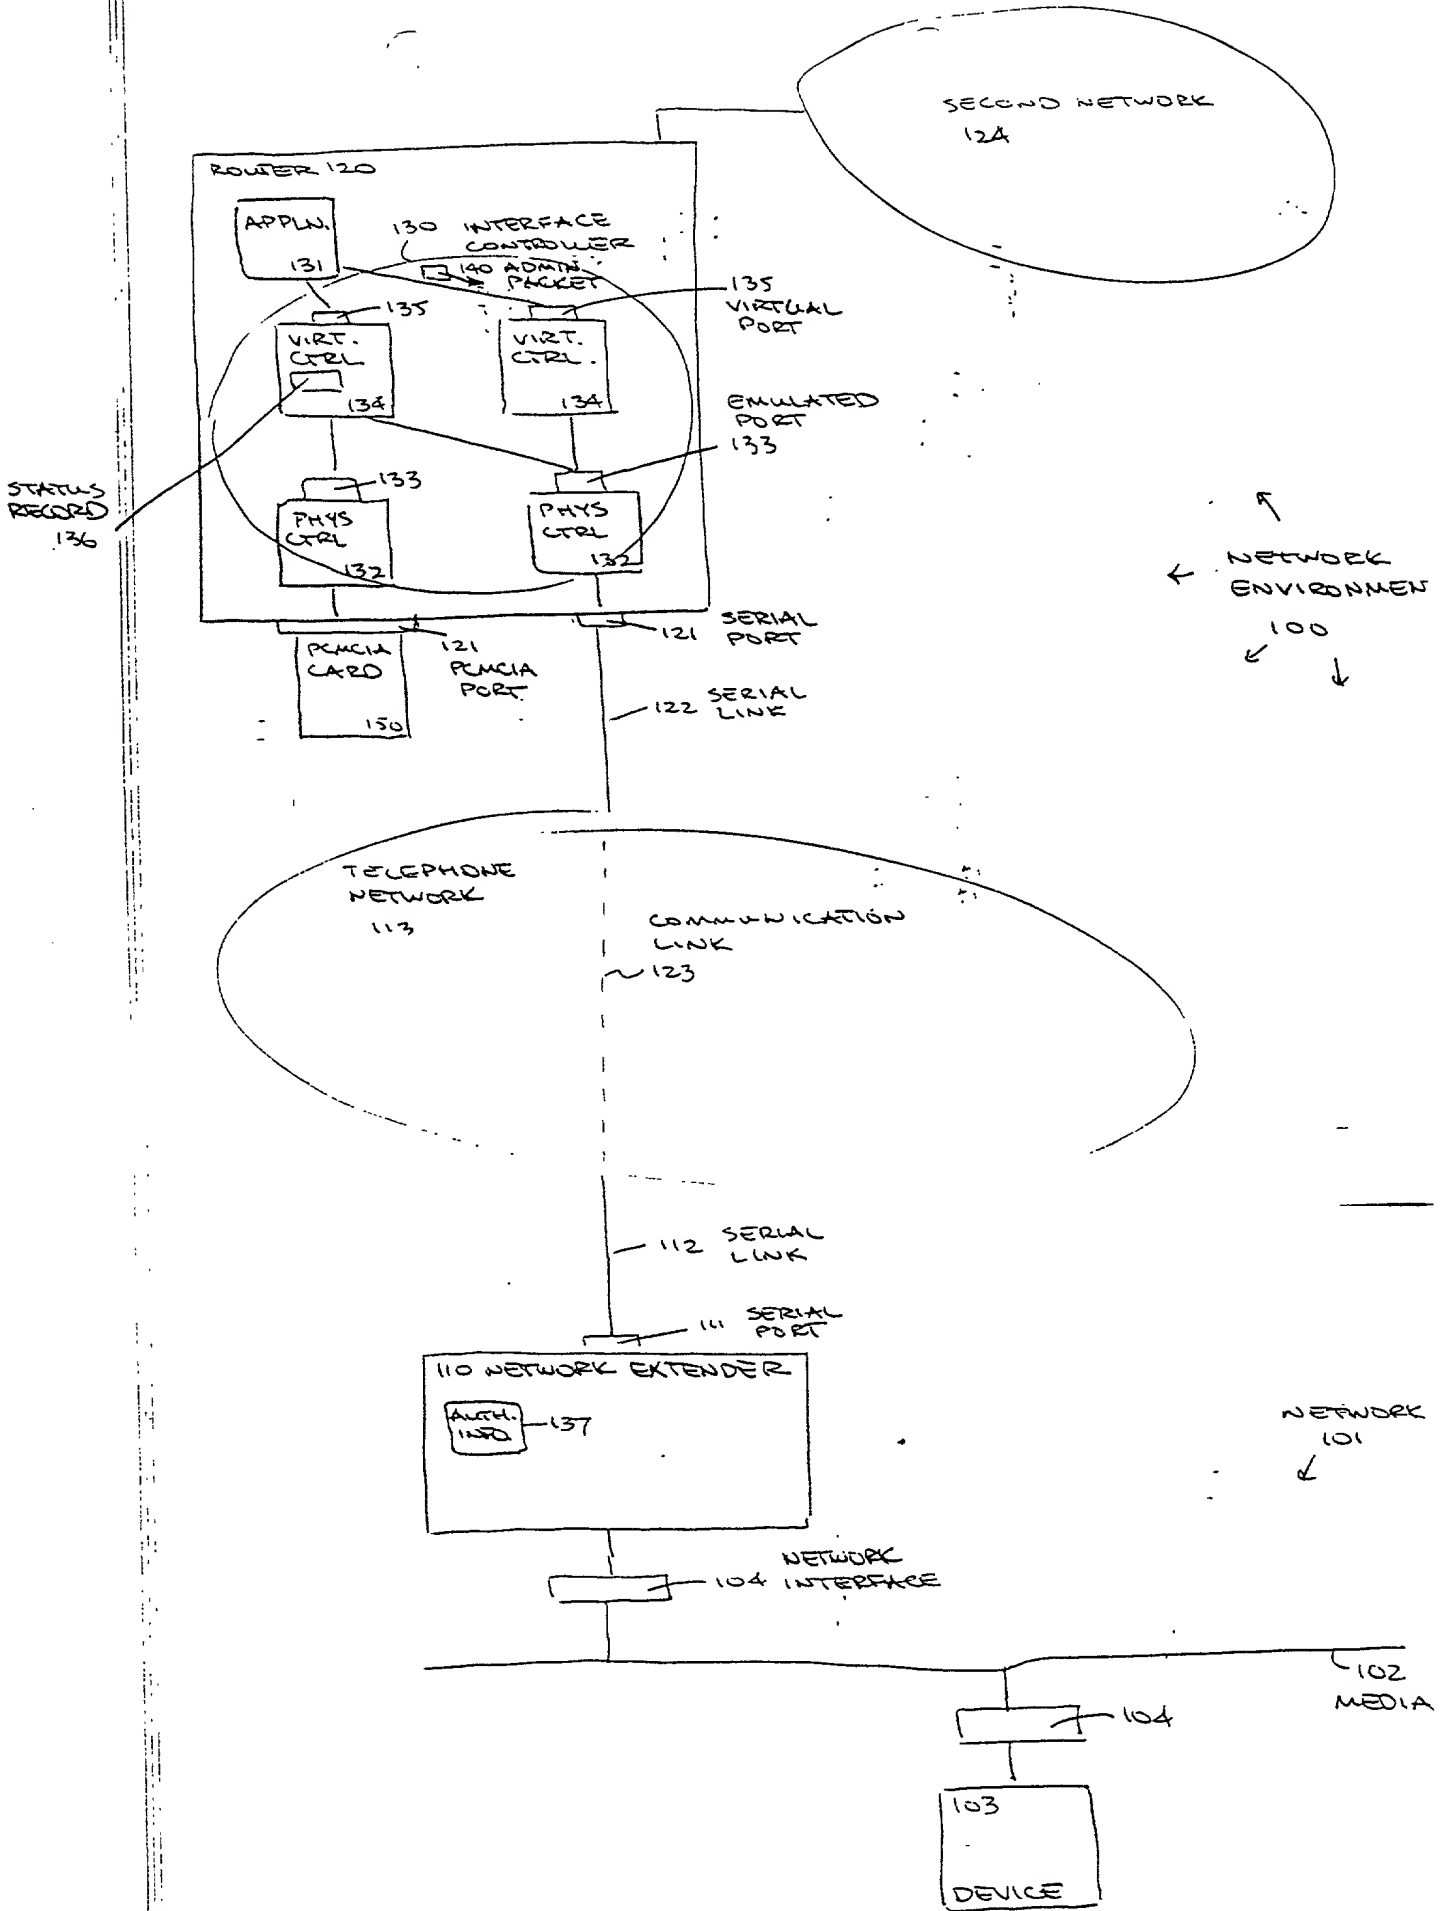 SECOND NETWORK
124
ROUTER 120
APPLN.
131
130 INTERFACE
CONTROLLER
140 ADMIN.
PACKET
135
VIRTUAL
PORT
135
VIRT.
CTRL.
134
VIRT.
CTRL.
134
EMULATED
PORT
133
133
STATUS
RECORD
136
PHYS
CTRL
132
PHYS
CTRL
132
NETWORK
ENVIRONMEN
100
121
SERIAL
PORT
121
PCMCIA
PORT
PCMCIA
CARD
150
122 SERIAL
LINK
TELEPHONE
NETWORK
113
COMMUNICATION
LINK
123
112 SERIAL
LINK
111 SERIAL
PORT
110 NETWORK EXTENDER
AUTH.
INFO.
137
NETWORK
101
NETWORK
104 INTERFACE
102
MEDIA
104
103
DEVICE